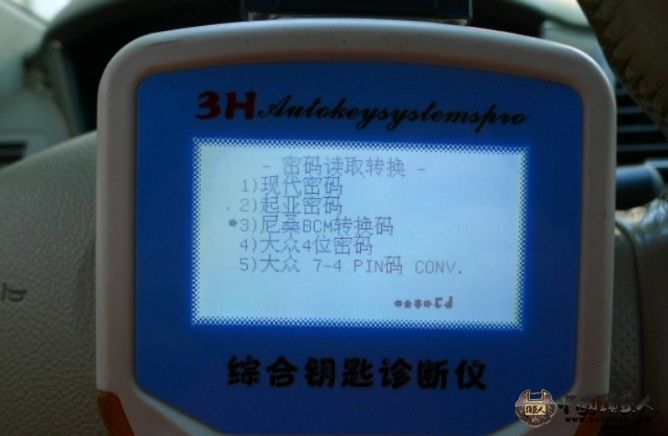 3H Autokeysystemspro
- 密码读取转换 -
1)现代密码
2)起亚密码
3)尼桑BCM转换码
4)大众4位密码
5)大众 7-4 PIN码 CONV.
综合钥匙诊断仪